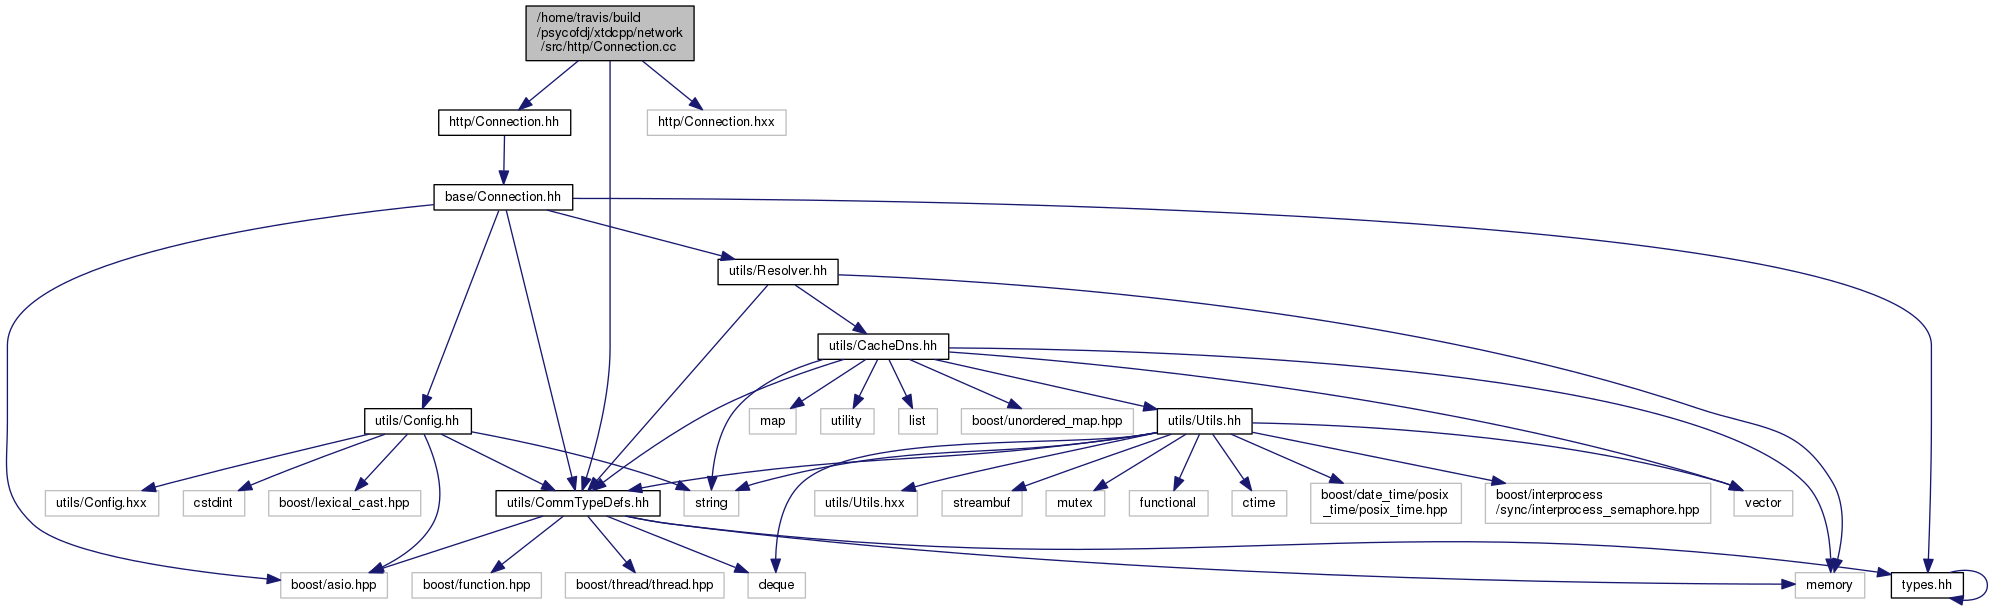 /home/travis/build
/psycofdj/xtdcpp/network
/src/http/Connection.cc
http/Connection.hh
http/Connection.hxx
base/Connection.hh
utils/Resolver.hh
utils/CacheDns.hh
utils/Config.hh
map
utility
list
boost/unordered_map.hpp
utils/Utils.hh
utils/Config.hxx
cstdint
boost/lexical_cast.hpp
utils/CommTypeDefs.hh
string
utils/Utils.hxx
streambuf
mutex
functional
ctime
boost/date_time/posix
_time/posix_time.hpp
boost/interprocess
/sync/interprocess_semaphore.hpp
vector
boost/asio.hpp
boost/function.hpp
boost/thread/thread.hpp
deque
memory
types.hh